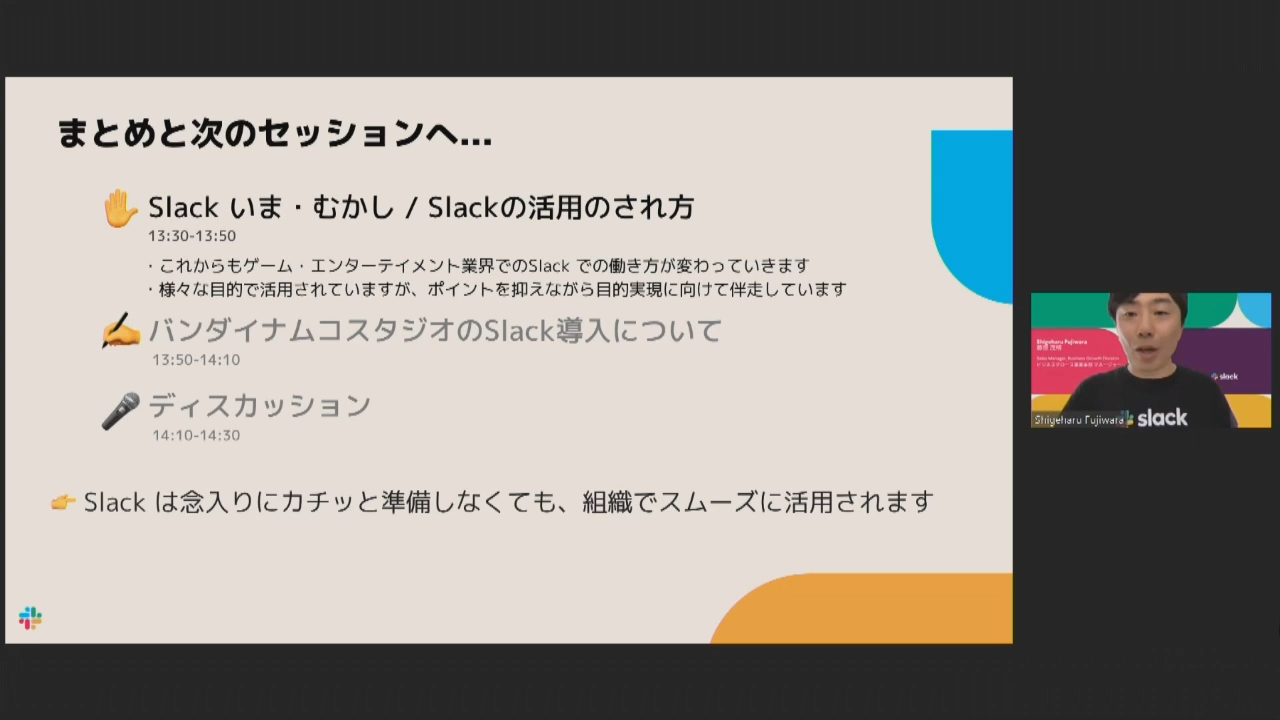 まとめと次のセッションへ...
Slack いま・むかし / Slackの活用のされ方
13:30-13:50
・これからもゲーム・エンターテイメント業界でのSlack での働き方が変わっていきます
・様々な目的で活用されていますが、ポイントを抑えながら目的実現に向けて伴走しています
バンダイナムコスタジオのSlack導入について
13:50-14:10
ディスカッション
14:10-14:30
Slack は念入りにカチッと準備しなくても、組織でスムーズに活用されます
Shigeharu Fujiwara
slack
slack
Shigeharu Fujiwara